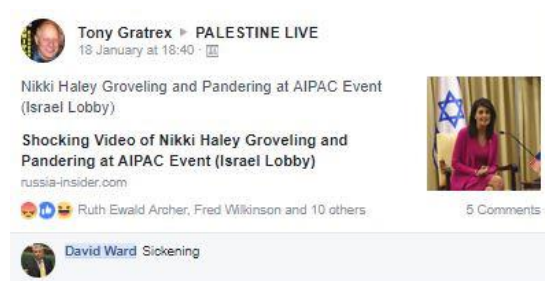 Tony Gratrex ▸ PALESTINE LIVE
18 January at 18:40 ·
Nikki Haley Groveling and Pandering at AIPAC Event
(Israel Lobby)
Shocking Video of Nikki Haley Groveling and
Pandering at AIPAC Event (Israel Lobby)
russia-insider.com
Ruth Ewald Archer, Fred Wilkinson and 10 others
5 Comments
David Ward Sickening